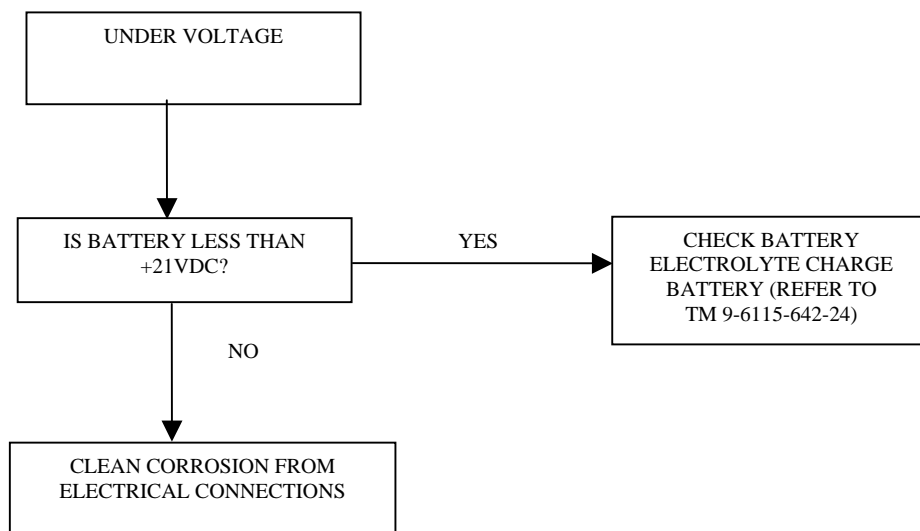 UNDER VOLTAGE
IS BATTERY LESS THAN
+21VDC?
YES
CHECK BATTERY
ELECTROLYTE CHARGE
BATTERY (REFER TO
TM 9-6115-642-24)
NO
CLEAN CORROSION FROM
ELECTRICAL CONNECTIONS